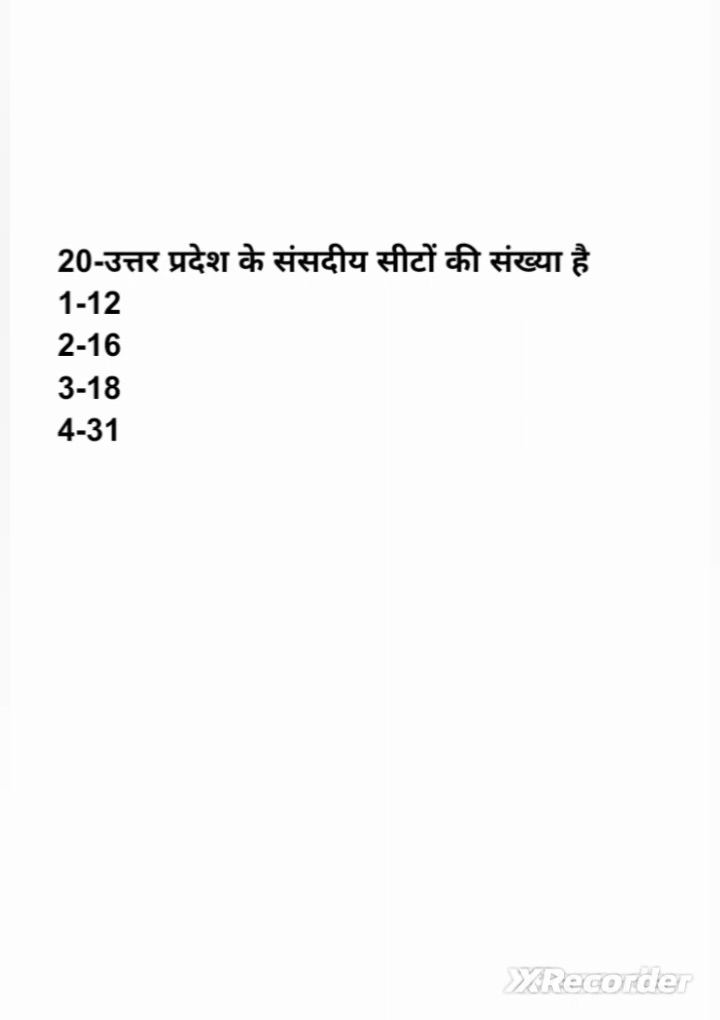 20-उत्तर प्रदेश के संसदीय सीटों की संख्या है
1-12
2-16
3-18
4-31
XRecorder